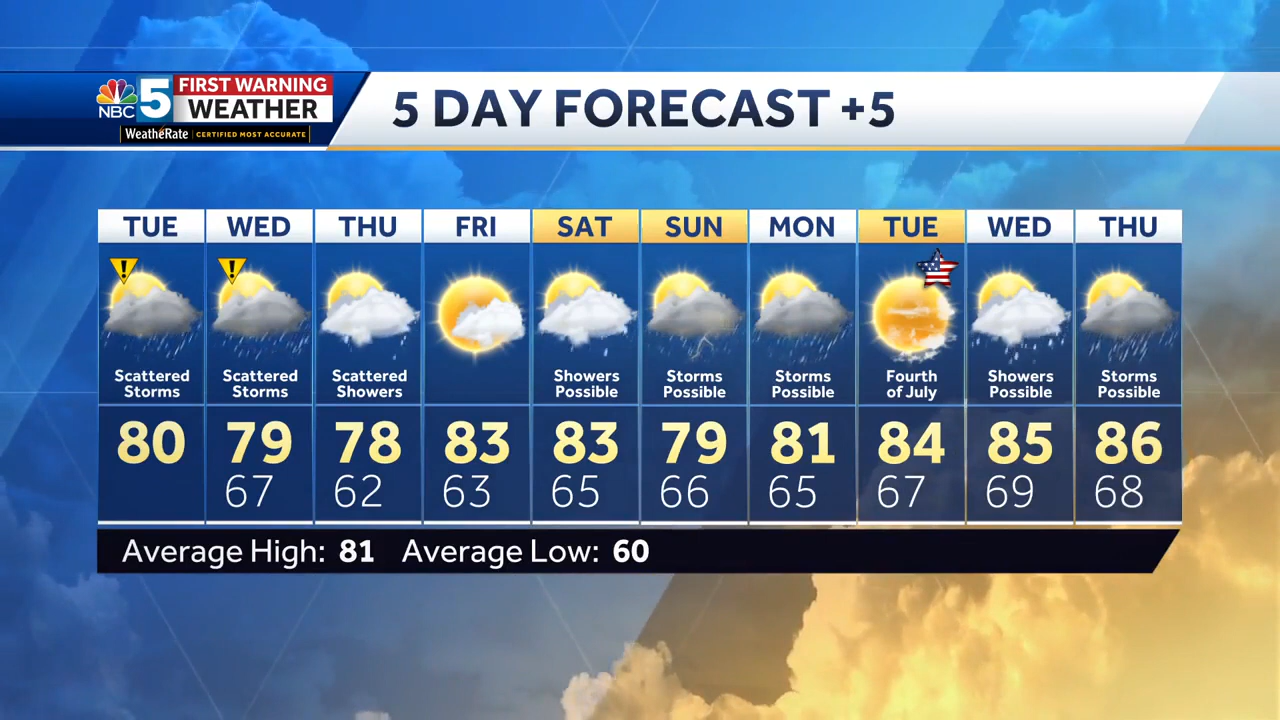 NBC 5 FIRST WARNING WEATHER
WeatheRate CERTIFIED MOST ACCURATE
5 DAY FORECAST +5
TUE WED THU FRI SAT SUN MON TUE WED THU
! !
Scattered Scattered Scattered Showers Storms Storms Fourth Showers Storms
Storms Storms Showers Possible Possible Possible of July Possible Possible
80 79 78 83 83 79 81 84 85 86
67 62 63 65 66 65 67 69 68
Average High: 81 Average Low: 60